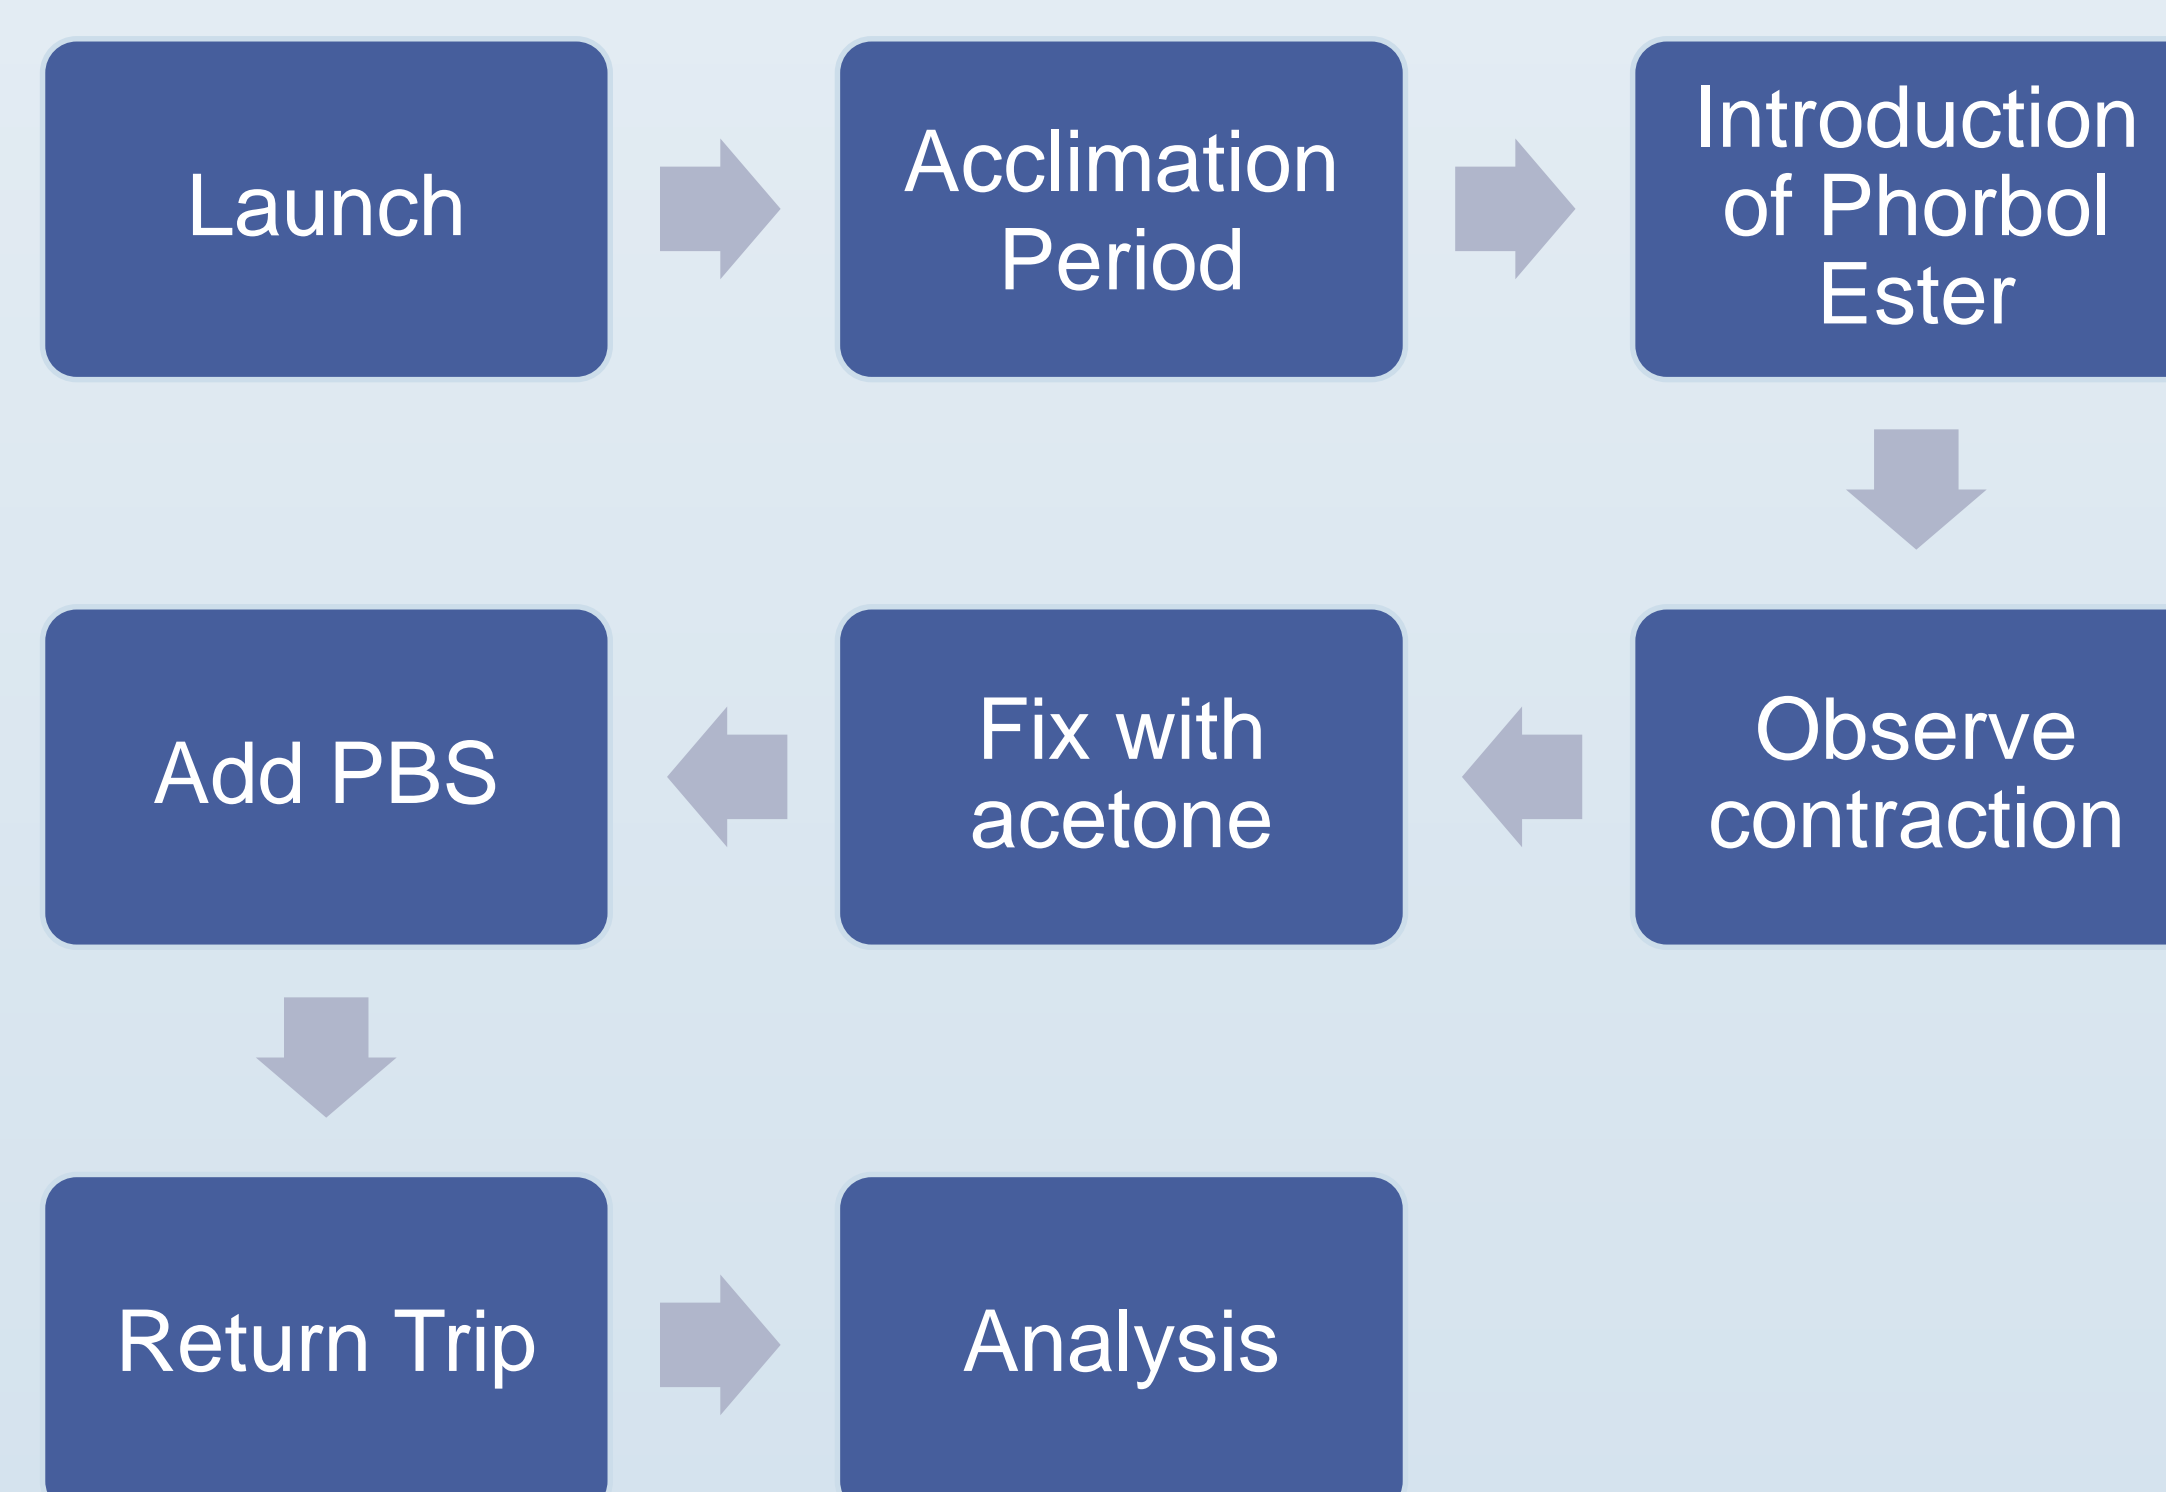 Launch
Acclimation
Period
Introduction
of Phorbol
Ester
Observe
contraction
Fix with
acetone
Add PBS
Return Trip
Analysis